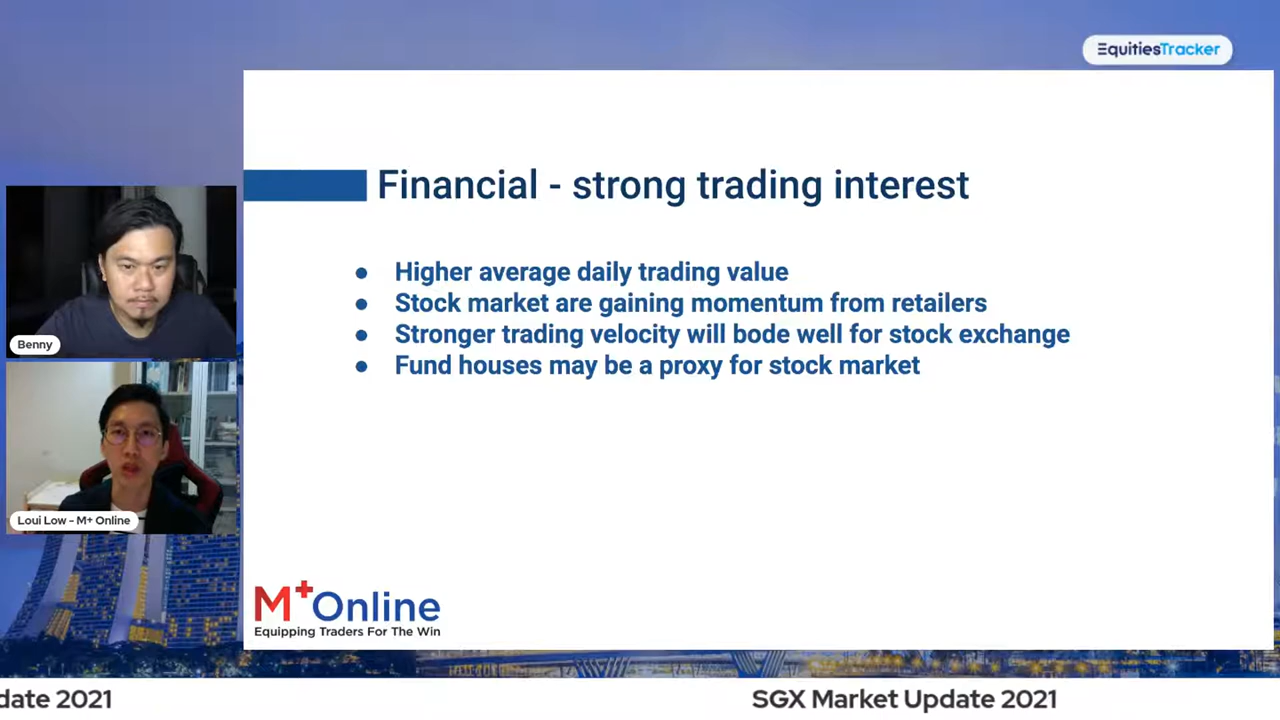 EquitiesTracker
Financial - strong trading interest
● Higher average daily trading value
● Stock market are gaining momentum from retailers
● Stronger trading velocity will bode well for stock exchange
● Fund houses may be a proxy for stock market
Benny
Loui Low - M+ Online
M+Online
Equipping Traders For The Win
date 2021
SGX Market Update 2021